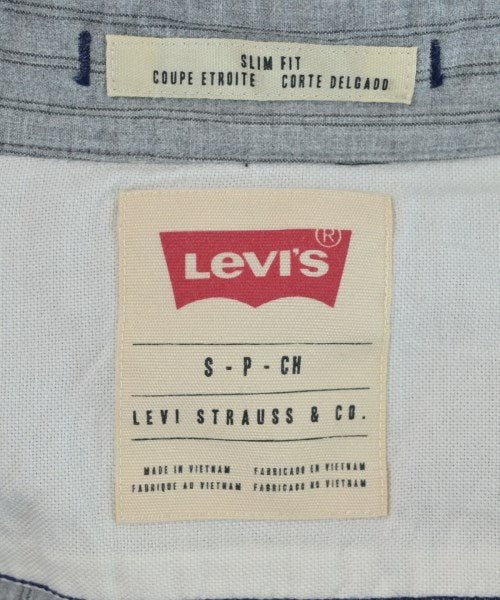 SLIM FIT
COUPE ETROITE CORTE DELGADO
LEVI'S ®
S - P - CH
LEVI STRAUSS & CO.
MADE IN VIETNAM FABRICADO EN VIETNAM
FABRIQUE AU VIETNAM FABRICADO NO VIETNAM